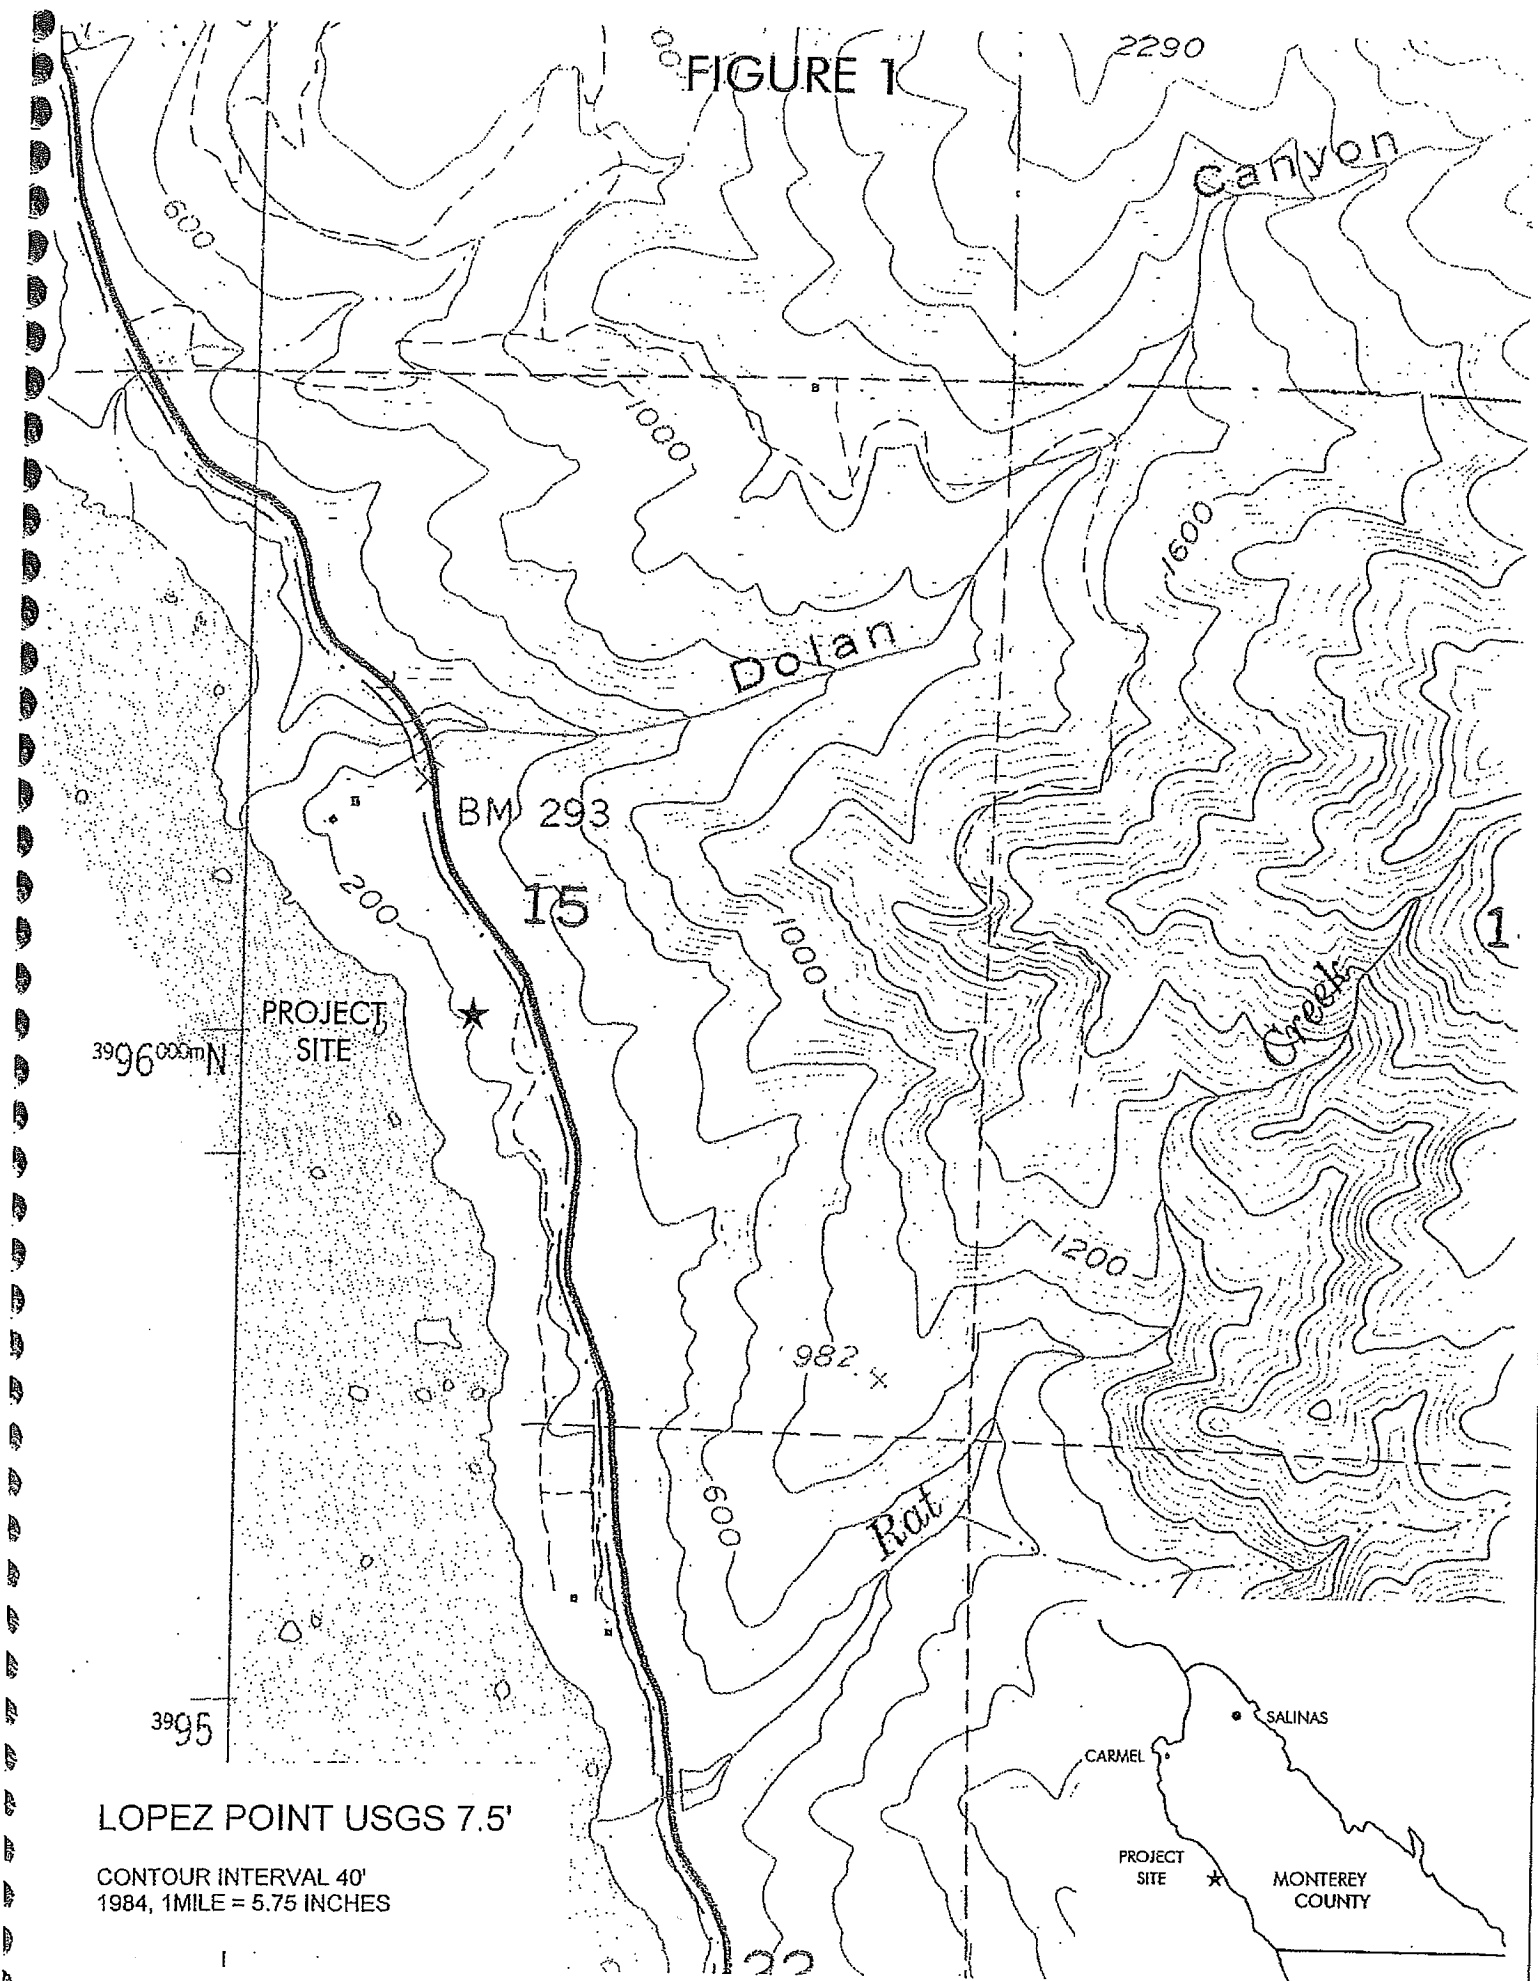 FIGURE 1
2290
Canyon
600
1000
1600
Dolan
BM 293
200
15
1000
1
PROJECT
SITE
Creek
3996000mN
1200
982
600
Rat
3995
SALINAS
CARMEL
LOPEZ POINT USGS 7.5'
PROJECT
SITE
MONTEREY
COUNTY
CONTOUR INTERVAL 40'
1984, 1MILE = 5.75 INCHES